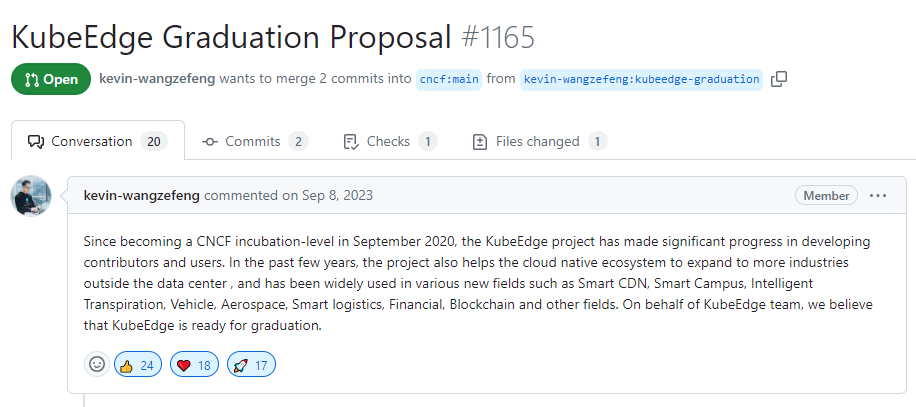 KubeEdge Graduation Proposal #1165
Open kevin-wangzefeng wants to merge 2 commits into cncf:main from kevin-wangzefeng:kubeedge-graduation
Conversation 20 Commits 2 Checks 1 Files changed 1
kevin-wangzefeng commented on Sep 8, 2023 Member
Since becoming a CNCF incubation-level in September 2020, the KubeEdge project has made significant progress in developing
contributors and users. In the past few years, the project also helps the cloud native ecosystem to expand to more industries
outside the data center , and has been widely used in various new fields such as Smart CDN, Smart Campus, Intelligent
Transpiration, Vehicle, Aerospace, Smart logistics, Financial, Blockchain and other fields. On behalf of KubeEdge team, we believe
that KubeEdge is ready for graduation.
24 18 17